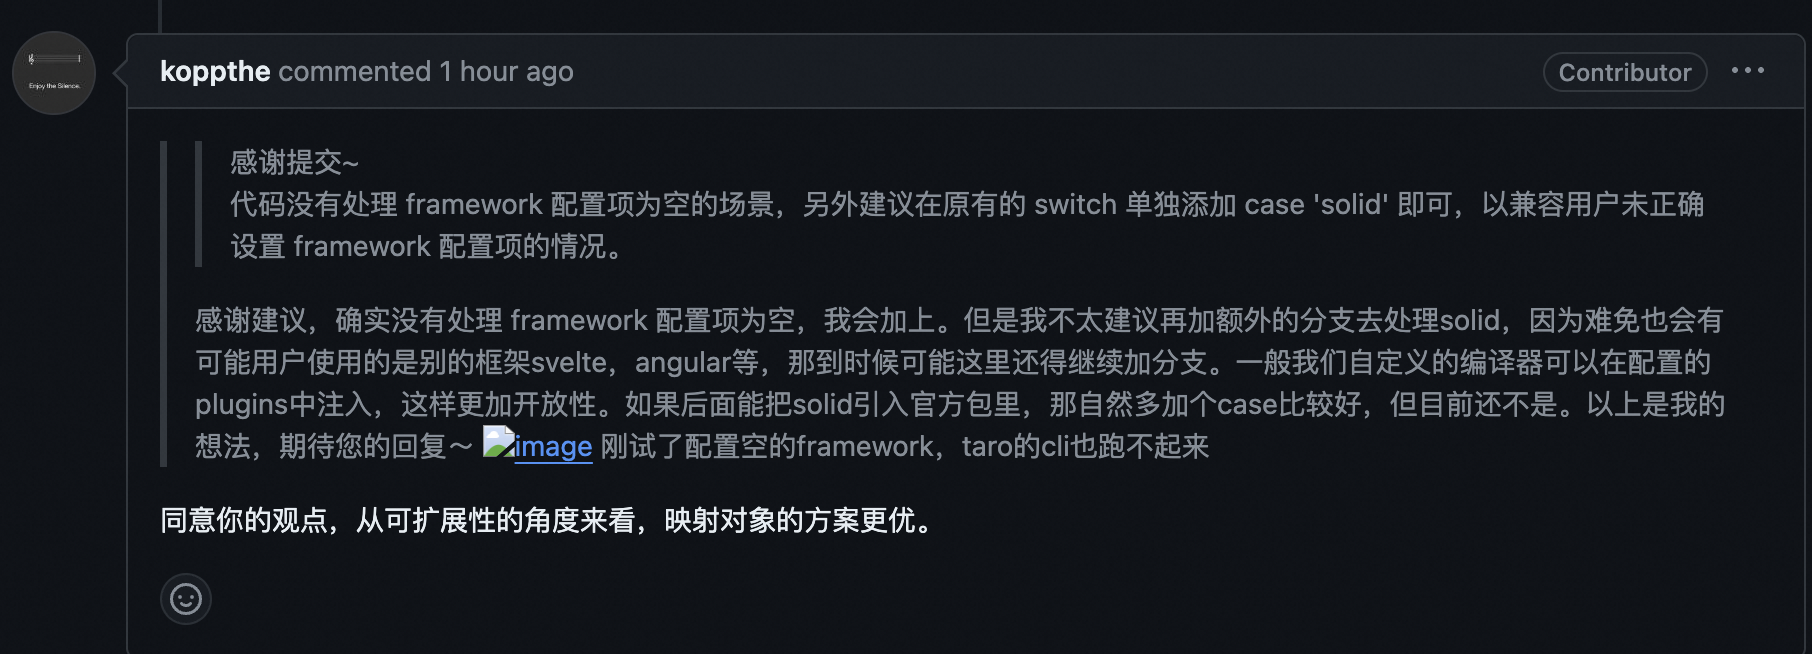 Enjoy the Silence.
koppthe commented 1 hour ago
Contributor
感谢提交~
代码没有处理 framework 配置项为空的场景，另外建议在原有的 switch 单独添加 case 'solid' 即可，以兼容用户未正确
设置 framework 配置项的情况。
感谢建议，确实没有处理 framework 配置项为空，我会加上。但是我不太建议再加额外的分支去处理solid，因为难免也会有
可能用户使用的是别的框架svelte，angular等，那到时候可能这里还得继续加分支。一般我们自定义的编译器可以在配置的
plugins中注入，这样更加开放性。如果后面能把solid引入官方包里，那自然多加个case比较好，但目前还不是。以上是我的
想法，期待您的回复～ image 刚试了配置空的framework，taro的cli也跑不起来
同意你的观点，从可扩展性的角度来看，映射对象的方案更优。